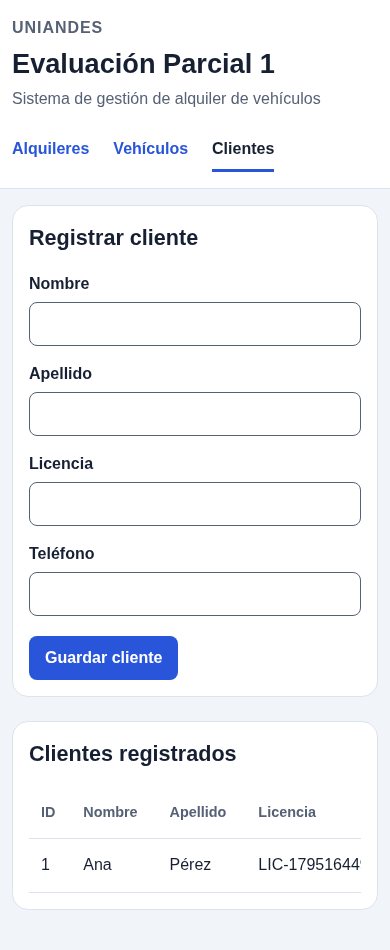 UNIANDES
Evaluación Parcial 1
Sistema de gestión de alquiler de vehículos
Alquileres Vehículos Clientes
Registrar cliente
Nombre
Apellido
Licencia
Teléfono
Guardar cliente
Clientes registrados
ID Nombre Apellido Licencia
1 Ana Pérez